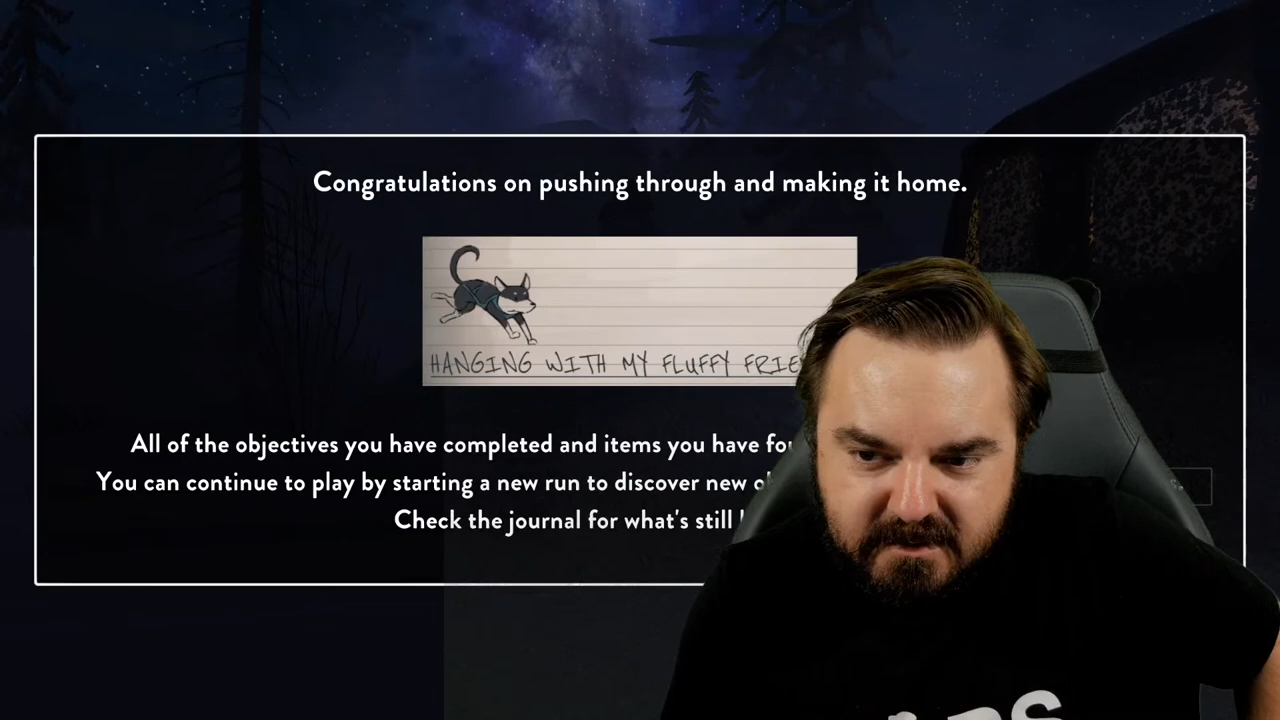 Congratulations on pushing through and making it home.
HANGING WITH MY FLUFFY
All of the objectives you have completed and items you have
You can continue to play by starting a new run to discover new
Check the journal for what's still